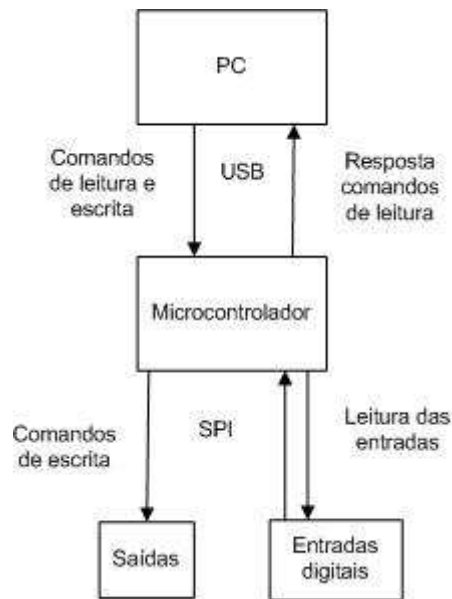 PC
Comandos
de leitura e
escrita
USB
Resposta
comandos
de leitura
Microcontrolador
Comandos
de escrita
SPI
Leitura das
entradas
Saídas
Entradas
digitais